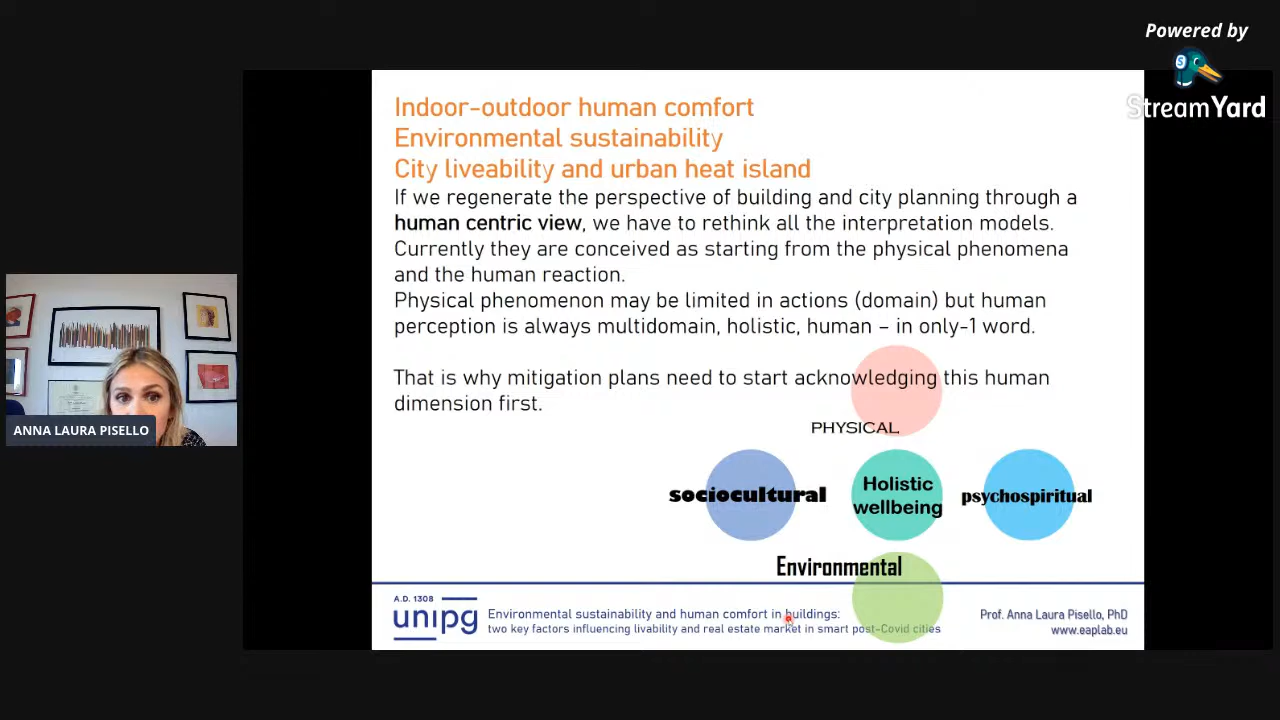 Powered by
StreamYard
Indoor-outdoor human comfort
Environmental sustainability
City liveability and urban heat island
If we regenerate the perspective of building and city planning through a
human centric view, we have to rethink all the interpretation models.
Currently they are conceived as starting from the physical phenomena
and the human reaction.
Physical phenomenon may be limited in actions (domain) but human
perception is always multidomain, holistic, human – in only-1 word.
That is why mitigation plans need to start acknowledging this human
dimension first.
PHYSICAL
sociocultural
Holistic
wellbeing
psychospiritual
Environmental
ANNA LAURA PISELLO
A.D. 1308
unipg
Environmental sustainability and human comfort in buildings:
two key factors influencing livability and real estate market in smart post-Covid cities
Prof. Anna Laura Pisello, PhD
www.eaplab.eu